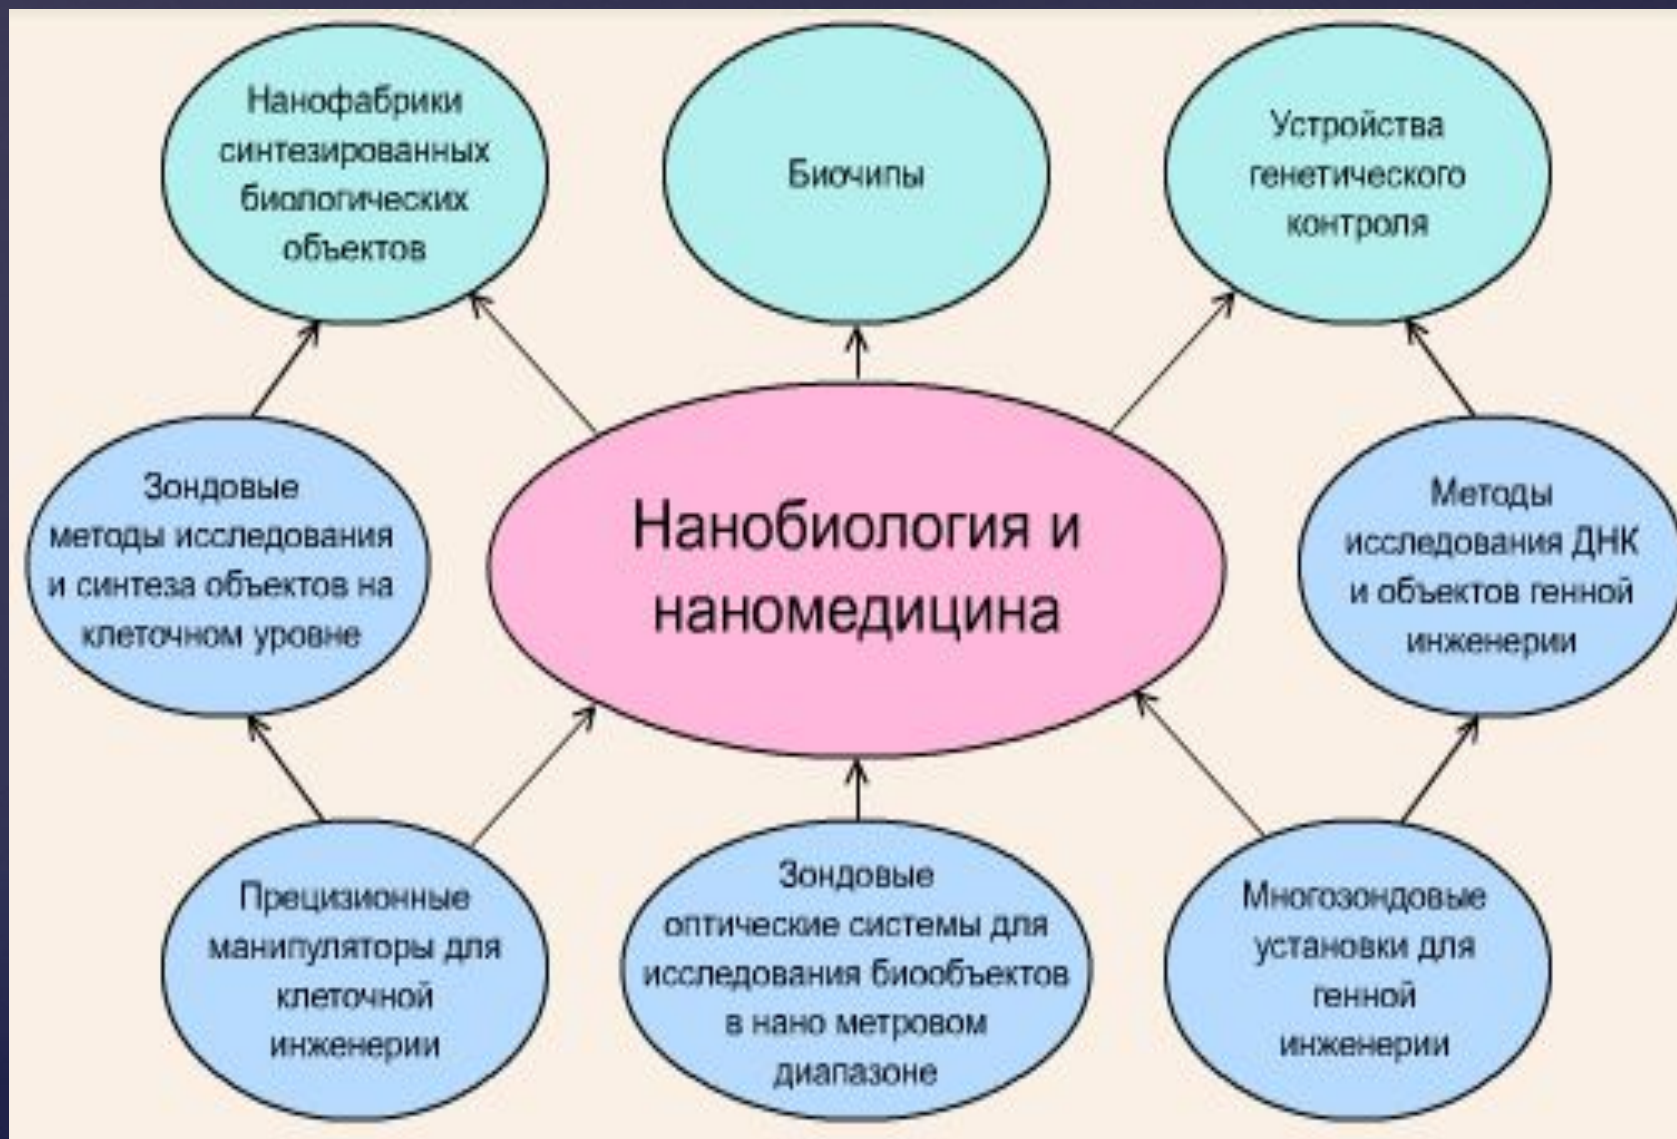 Нанофабрики
синтезированных
биологических
объектов
Биочипы
Устройства
генетического
контроля
Зондовые
методы исследования
и синтеза объектов на
клеточном уровне
Нанобиология и
наномедицина
Методы
исследования ДНК
и объектов генной
инженерии
Прецизионные
манипуляторы для
клеточной
инженерии
Зондовые
оптические системы для
исследования биообъектов
в нано метровом
диапазоне
Многозондовые
установки для
генной
инженерии